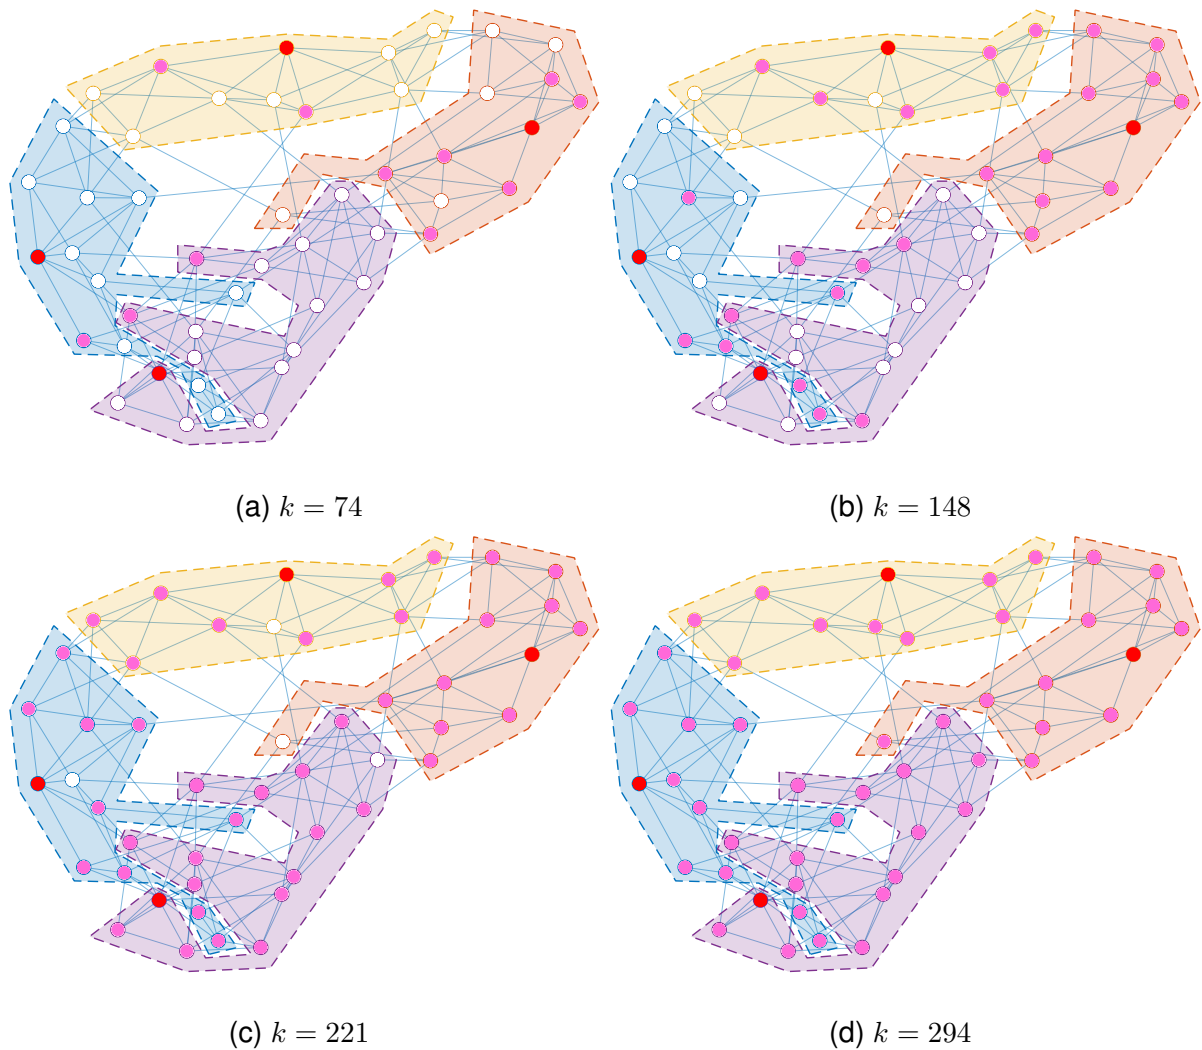 (a) k = 74
(b) k = 148
(c) k = 221
(d) k = 294